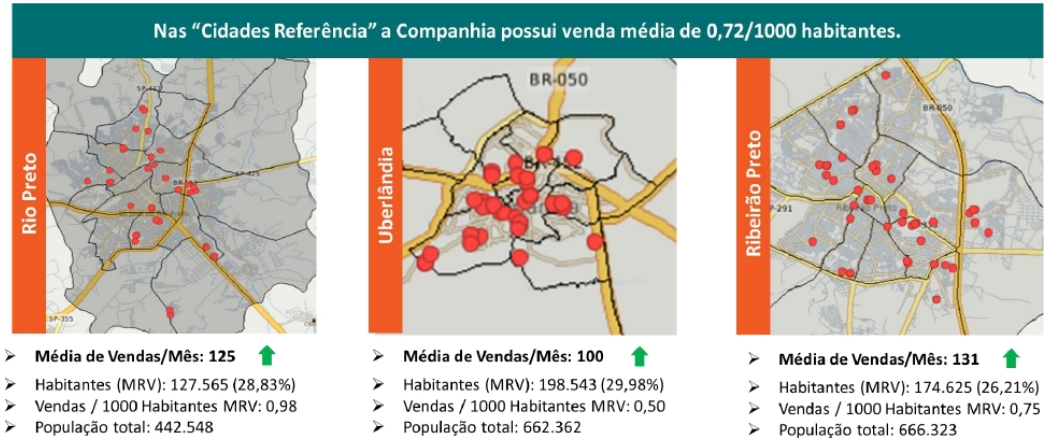 Nas “Cidades Referência” a Companhia possui venda média de 0,72/1000 habitantes.
Rio Preto
SP-355
➢ Média de Vendas/Mês: 125
➢ Habitantes (MRV): 127.565 (28,83%)
➢ Vendas / 1000 Habitantes MRV: 0,98
➢ População total: 442.548
Uberlândia
BR-050
➢ Média de Vendas/Mês: 100
➢ Habitantes (MRV): 198.543 (29,98%)
➢ Vendas / 1000 Habitantes MRV: 0,50
➢ População total: 662.362
Ribeirão Preto
BR-050
P-291
➢ Média de Vendas/Mês: 131
➢ Habitantes (MRV): 174.625 (26,21%)
➢ Vendas / 1000 Habitantes MRV: 0,75
➢ População total: 666.323